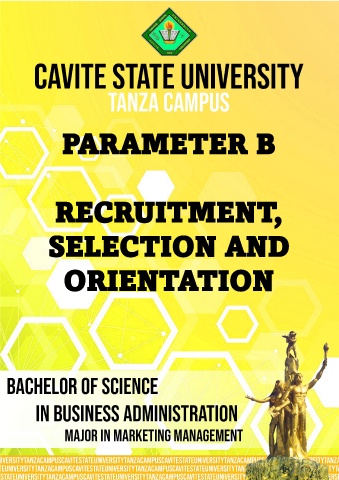 CAVITE STATE UNIVERSITY
TANZA CAMPUS
PARAMETER B
RECRUITMENT,
SELECTION AND
ORIENTATION
BACHELOR OF SCIENCE
IN BUSINESS ADMINISTRATION
MAJOR IN MARKETING MANAGEMENT